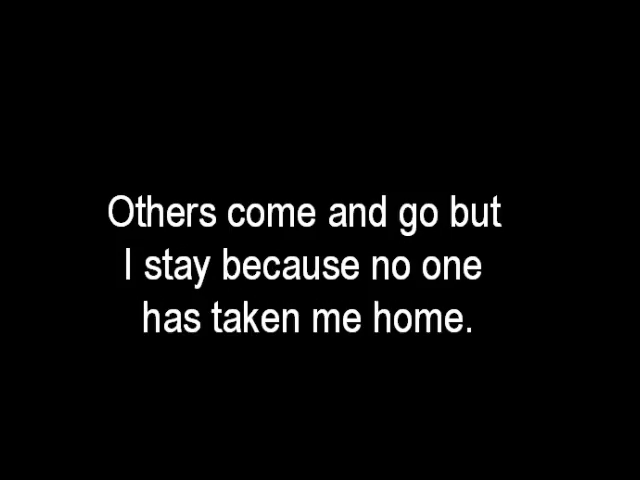 Others come and go but
I stay because no one
has taken me home.